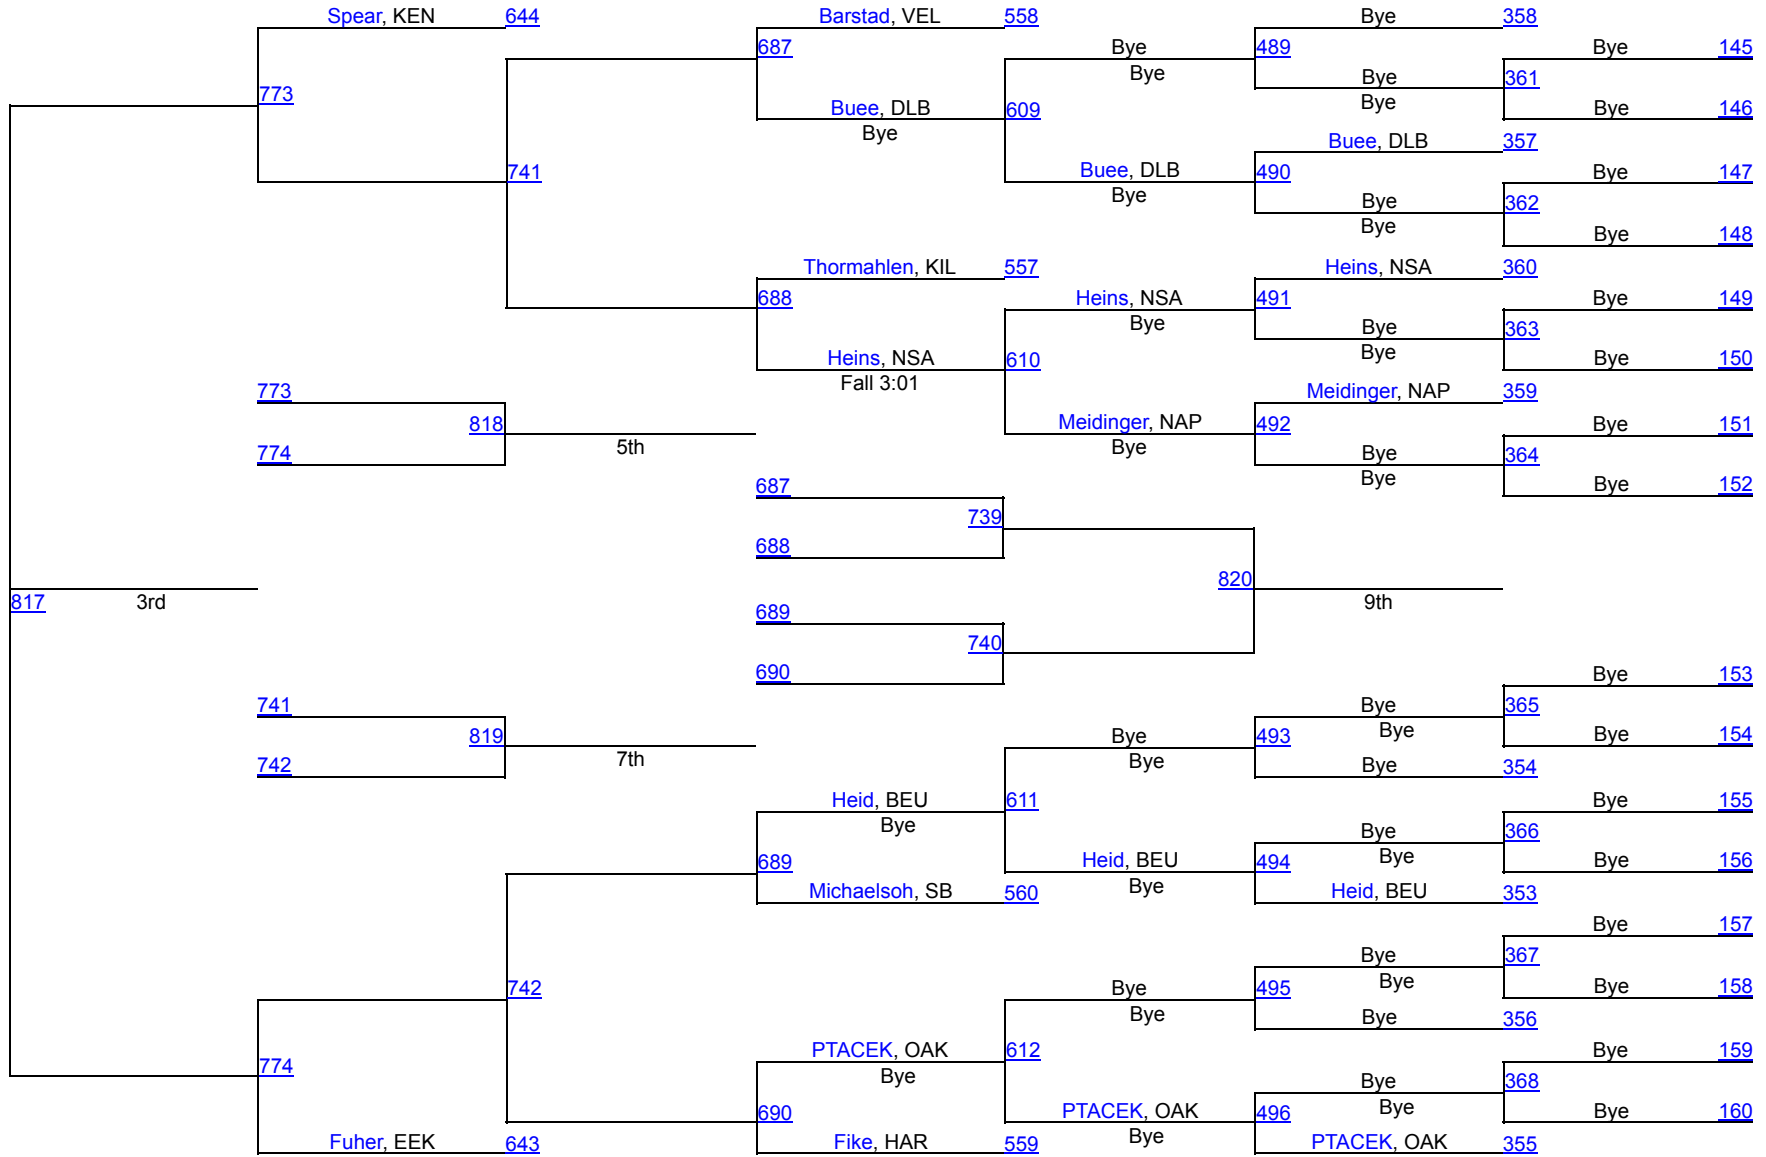 Spear, KEN 644 Barstad, VEL 558 Bye 358
687 Bye 489 Bye 145
Bye
773 Buee, DLB 609 Bye 361
Bye Bye Bye 146
Buee, DLB 357
741 Buee, DLB 490 Bye 147
Bye Bye 362
Bye
Bye 148
Thormahlen, KIL 557 Heins, NSA 360
688 Heins, NSA 491 Bye 149
Bye Bye 363
Heins, NSA 610 Bye Bye 150
Fall 3:01
773 Meidinger, NAP 359
818 Meidinger, NAP 492 Bye 151
5th Bye
774 Bye 364
Bye
687 Bye 152
739
688
820
817 3rd 9th
689
740
690 Bye 153
741 Bye 365
Bye
819 Bye 493 Bye 154
7th Bye
742 Bye 354
Heid, BEU 611 Bye 155
Bye Bye 366
Bye
689 Heid, BEU 494 Bye 156
Bye
Michaelsoh, SB 560 Heid, BEU 353
Bye 157
Bye 367
Bye
742 Bye 495 Bye 158
Bye
Bye 356
PTACEK, OAK 612 Bye 159
774 Bye Bye 368
Bye
690 PTACEK, OAK 496 Bye 160
Bye
Fuher, EEK 643 Fike, HAR 559 PTACEK, OAK 355